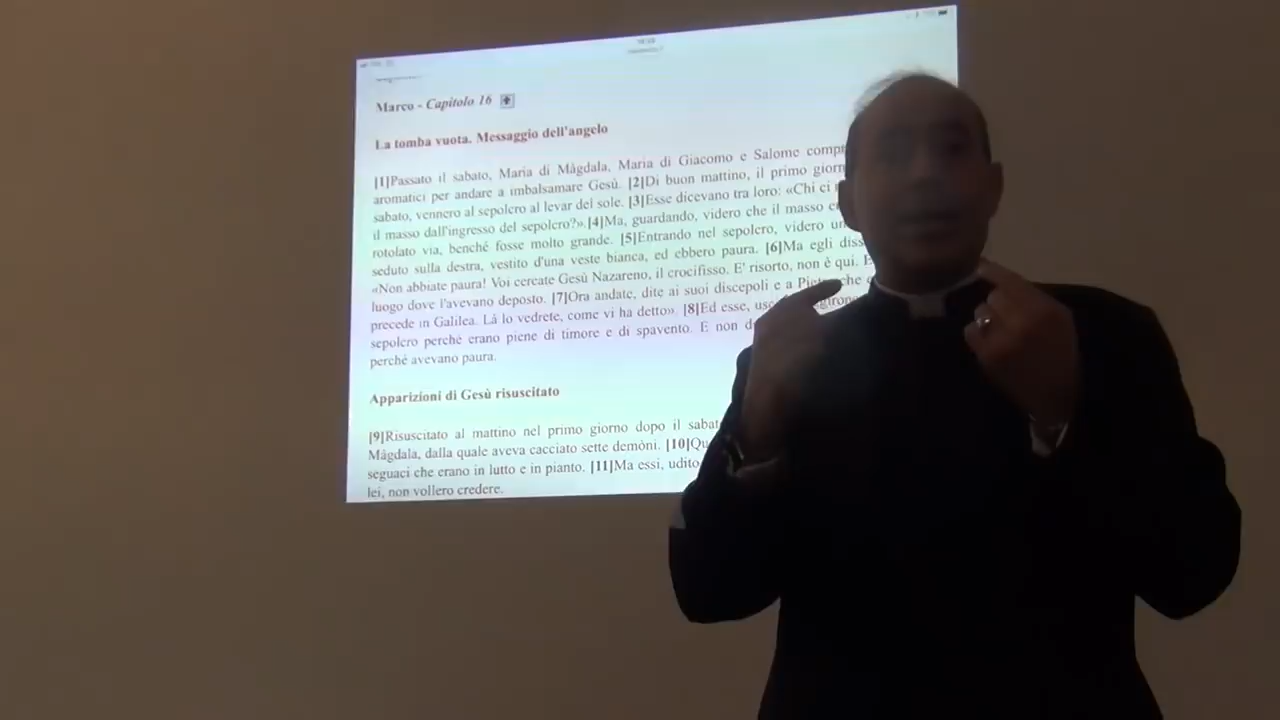 Marco - Capitolo 16
La tomba vuota. Messaggio dell'angelo
[1]Passato il sabato, Maria di Màgdala, Maria di Giacomo e Salome compr
aromatici per andare a imbalsamare Gesù. [2]Di buon mattino, il primo giorn
sabato, vennero al sepolcro al levar del sole. [3]Esse dicevano tra loro: «Chi ci
il masso dall'ingresso del sepolcro?». [4]Ma, guardando, videro che il masso
rotolato via, benché fosse molto grande. [5]Entrando nel sepolcro, videro un
seduto sulla destra, vestito d'una veste bianca, ed ebbero paura. [6]Ma egli diss
«Non abbiate paura! Voi cercate Gesù Nazareno, il crocifisso. E' risorto, non è qui. E
luogo dove l'avevano deposto. [7]Ora andate, dite ai suoi discepoli e a che
precede in Galilea. Là lo vedrete, come vi ha detto». [8]Ed esse,
sepolcro perché erano piene di timore e di spavento. E non d
perché avevano paura.
Apparizioni di Gesù risuscitato
[9]Risuscitato al mattino nel primo giorno dopo il sabat
Màgdala, dalla quale aveva cacciato sette demòni. [10]Qu
seguaci che erano in lutto e in pianto. [11]Ma essi, udito
lei, non vollero credere.